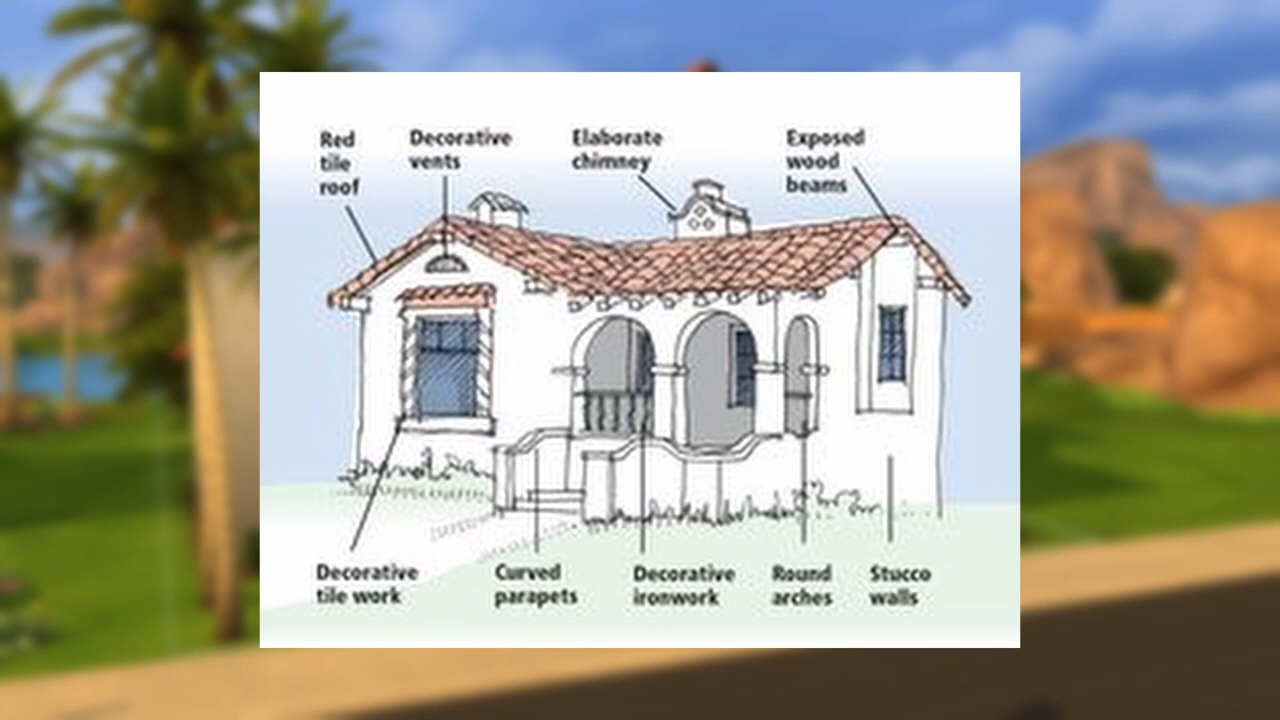 Red
tile
roof
Decorative
vents
Elaborate
chimney
Exposed
wood
beams
Decorative
tile work
Curved
parapets
Decorative
ironwork
Round
arches
Stucco
walls